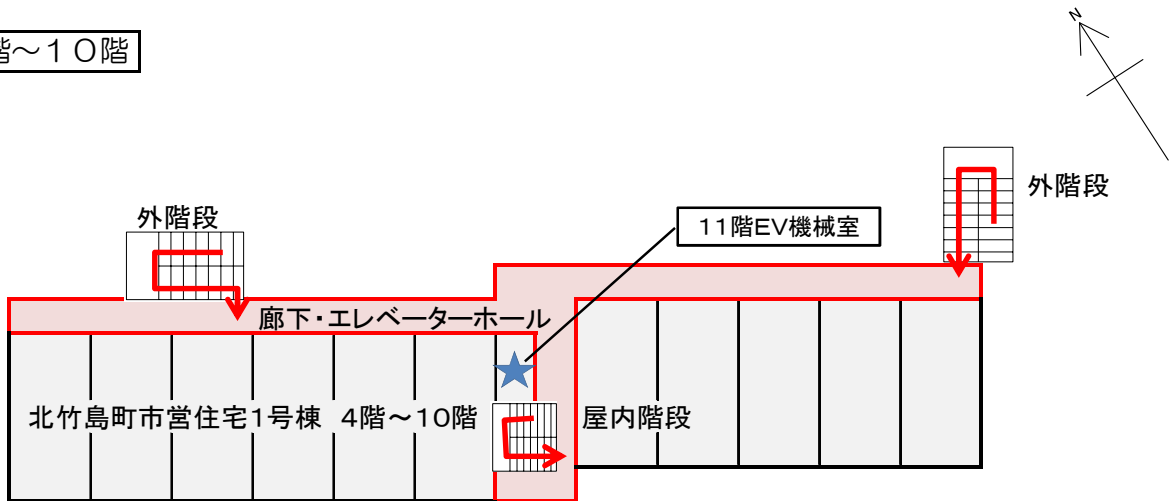 N
階～１０階
外階段
外階段
11階EV機械室
廊下・エレベーターホール
北竹島町市営住宅1号棟 4階～10階
屋内階段